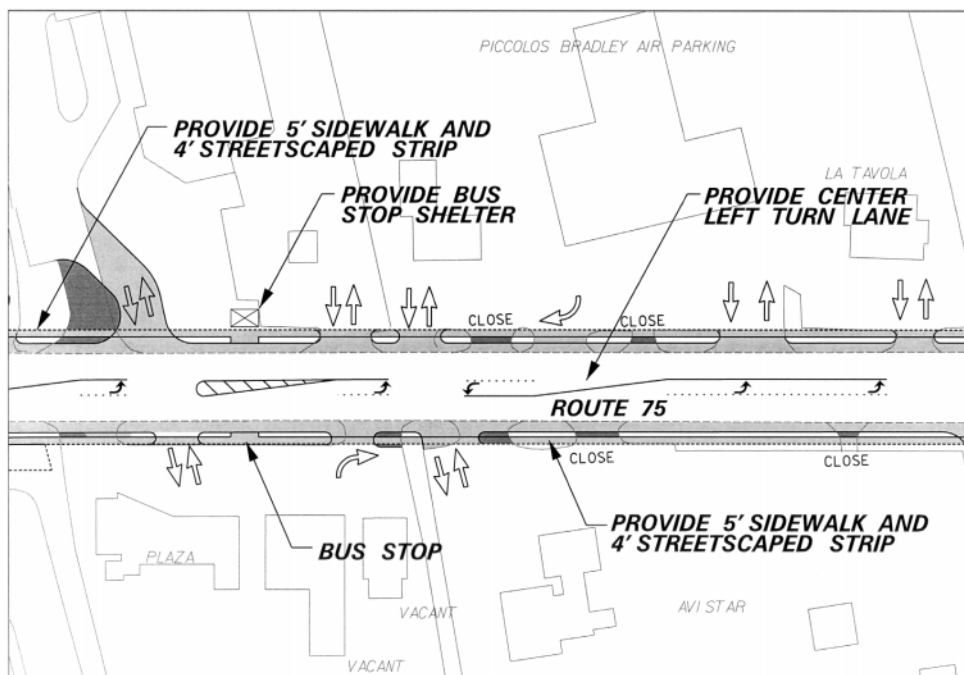 PICCOLOS BRADLEY AIR PARKING
PROVIDE 5' SIDEWALK AND
4' STREETSCAPED STRIP
PROVIDE BUS
STOP SHELTER
LA TAVOLA
PROVIDE CENTER
LEFT TURN LANE
CLOSE
CLOSE
ROUTE 75
CLOSE
CLOSE
BUS STOP
PROVIDE 5' SIDEWALK AND
4' STREETSCAPED STRIP
PLAZA
VACANT
AVISTAR
VACANT